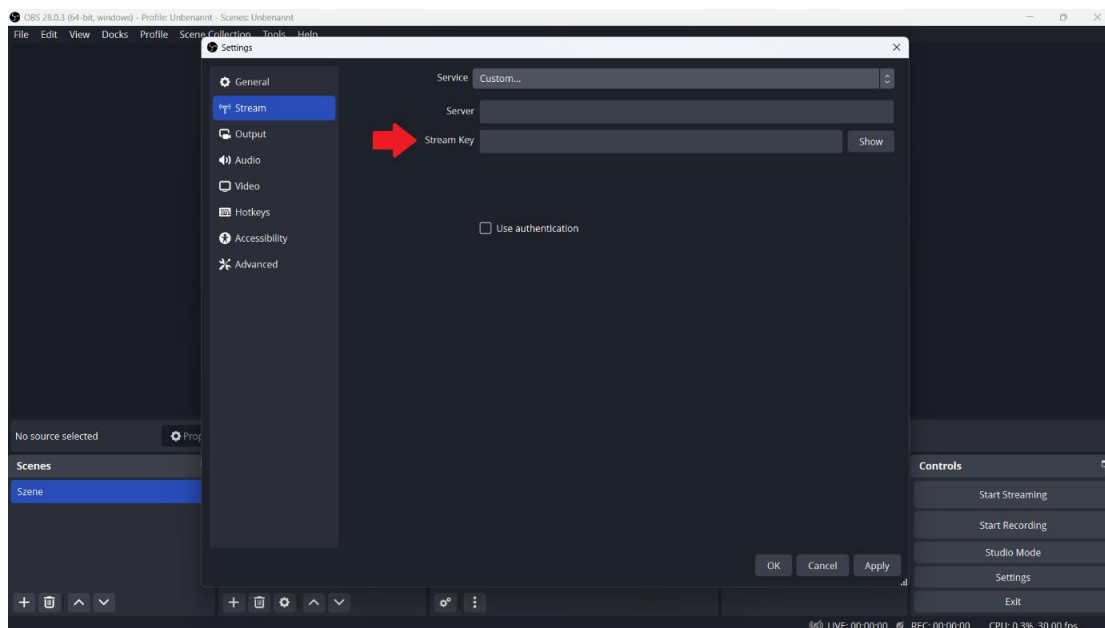 OBS 28.0.3 (64-bit, windows) - Profile: Unbenannt - Scenes: Unbenannt
File Edit View Docks Profile Scene Collection Tools Help
Settings
General
Stream
Output
Audio
Video
Hotkeys
Accessibility
Advanced
Service Custom...
Server
Stream Key Show
Use authentication
OK Cancel Apply
No source selected
Scenes
Szene
Controls
Start Streaming
Start Recording
Studio Mode
Settings
Exit
LIVE: 00:00:00 REC: 00:00:00 CPU: 0.3%, 30.00 fps